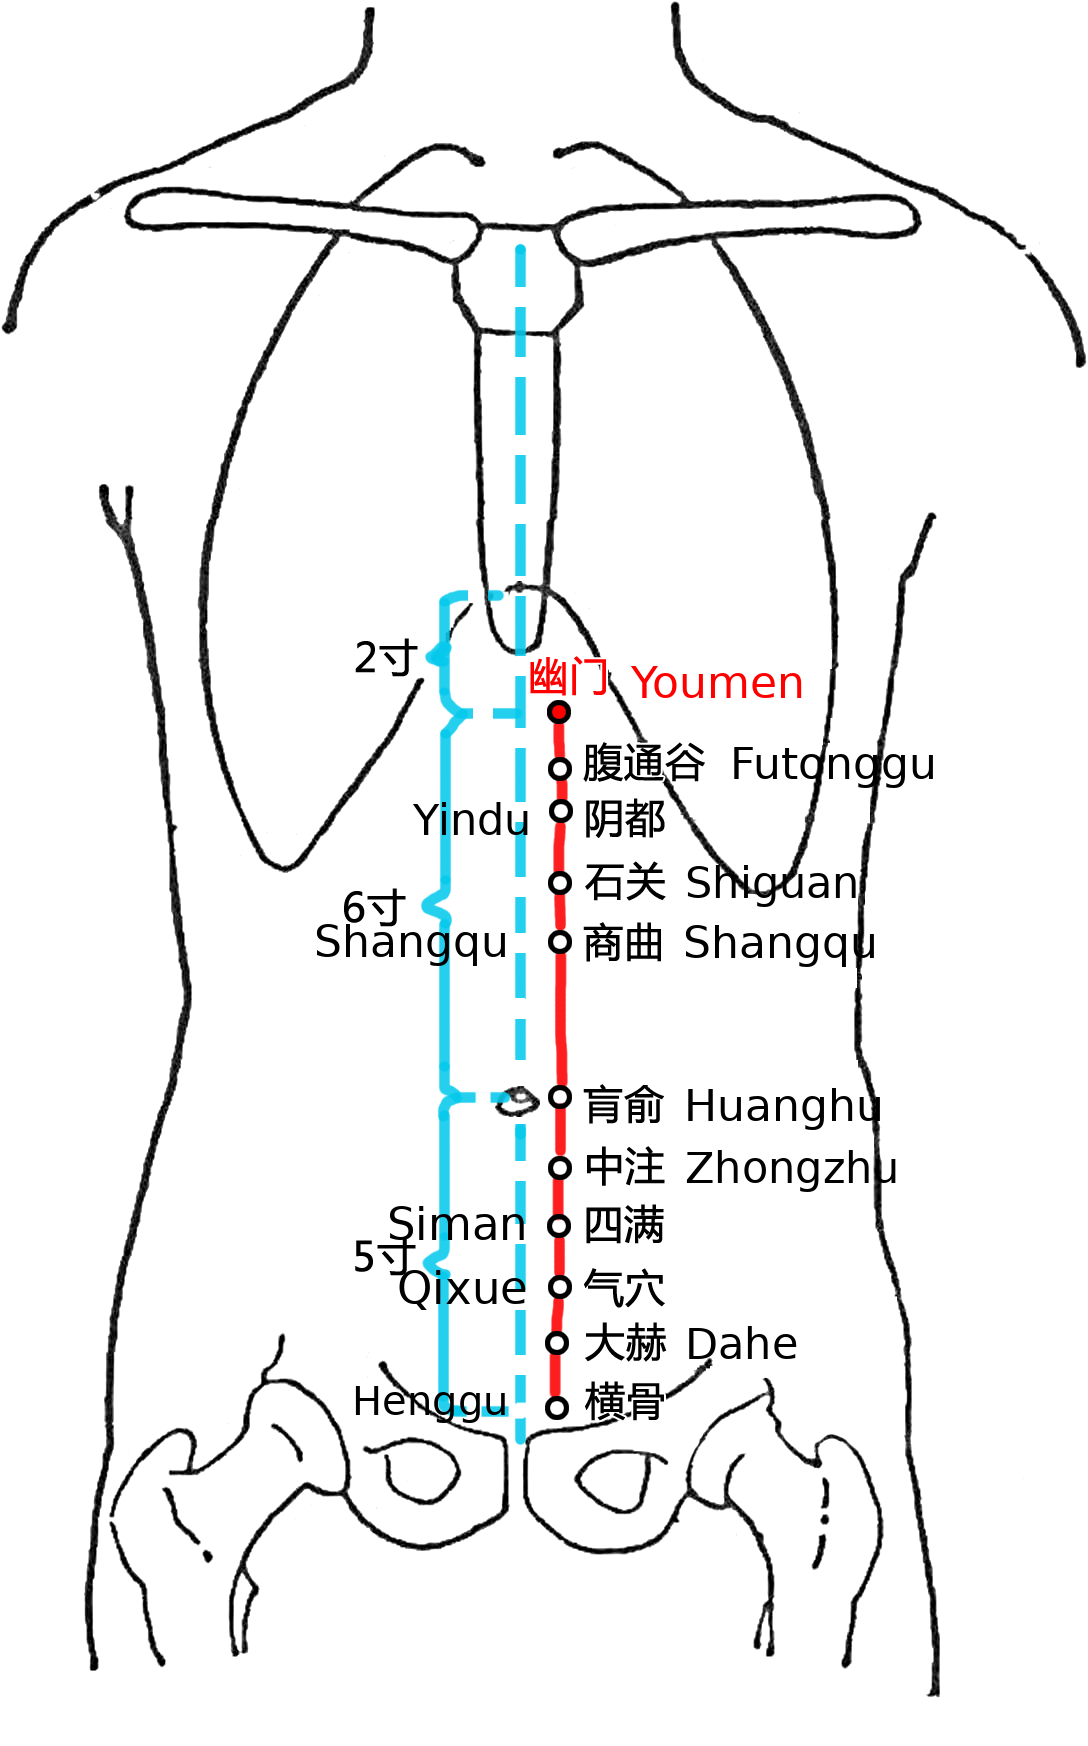 2寸
幽门 Youmen
腹通谷 Futonggu
Yindu 阴都
石关 Shiguan
6寸
Shangqu 商曲 Shangqu
肓俞 Huanghu
中注 Zhongzhu
Siman 四满
5寸
Qixue 气穴
大赫 Dahe
Henggu 横骨